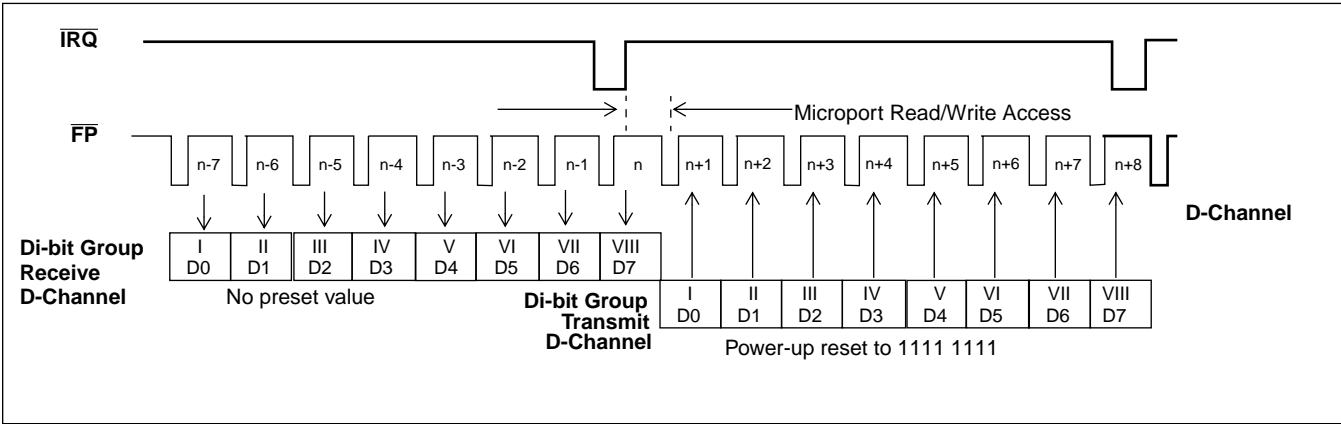 IRQ
Microport Read/Write Access
FP
n-7 n-6 n-5 n-4 n-3 n-2 n-1 n n+1 n+2 n+3 n+4 n+5 n+6 n+7 n+8
D-Channel
Di-bit Group
Receive
D-Channel
I II III IV V VI VII VIII
D0 D1 D2 D3 D4 D5 D6 D7
No preset value
Di-bit Group
Transmit
D-Channel
I II III IV V VI VII VIII
D0 D1 D2 D3 D4 D5 D6 D7
Power-up reset to 1111 1111